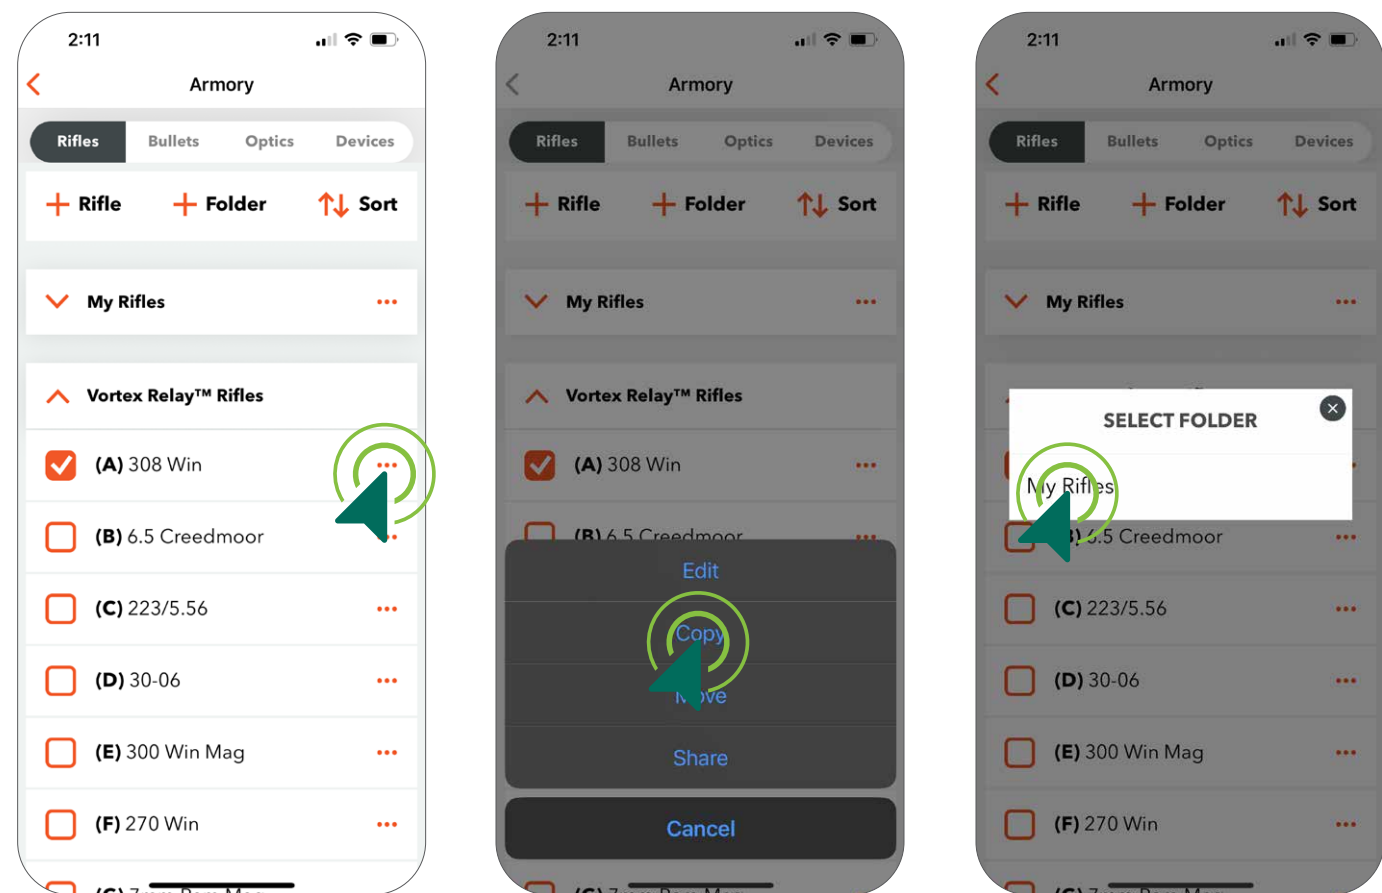 2:11
Armory
Rifles Bullets Optics Devices
Rifle Folder Sort
My Rifles
Vortex Relay™ Rifles
(A) 308 Win
(B) 6.5 Creedmoor
(C) 223/5.56
(D) 30-06
(E) 300 Win Mag
(F) 270 Win
2:11
Armory
Rifles Bullets Optics Devices
Rifle Folder Sort
My Rifles
Vortex Relay™ Rifles
(A) 308 Win
(B) 6.5 Creedmoor
Edit
Copy
Move
Share
Cancel
2:11
Armory
Rifles Bullets Optics Devices
Rifle Folder Sort
My Rifles
SELECT FOLDER
My Rifles
6.5 Creedmoor
(C) 223/5.56
(D) 30-06
(E) 300 Win Mag
(F) 270 Win